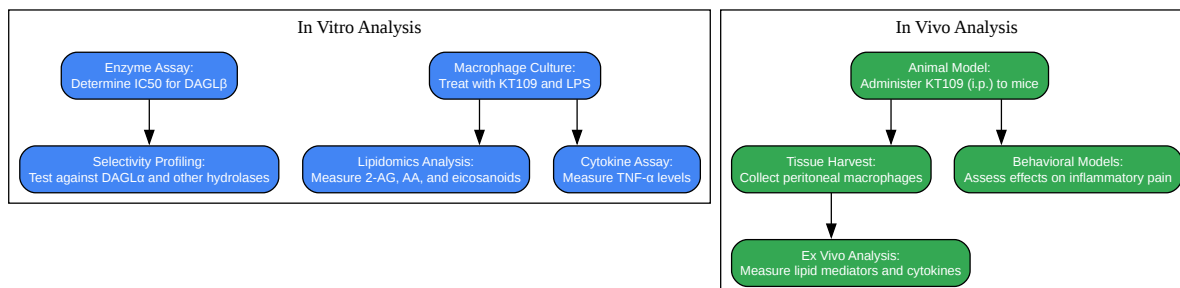 In Vitro Analysis
Enzyme Assay:
Determine IC50 for DAGLβ
Macrophage Culture:
Treat with KT109 and LPS
Selectivity Profiling:
Test against DAGLα and other hydrolases
Lipidomics Analysis:
Measure 2-AG, AA, and eicosanoids
Cytokine Assay:
Measure TNF-α levels
In Vivo Analysis
Animal Model:
Administer KT109 (i.p.) to mice
Tissue Harvest:
Collect peritoneal macrophages
Behavioral Models:
Assess effects on inflammatory pain
Ex Vivo Analysis:
Measure lipid mediators and cytokines